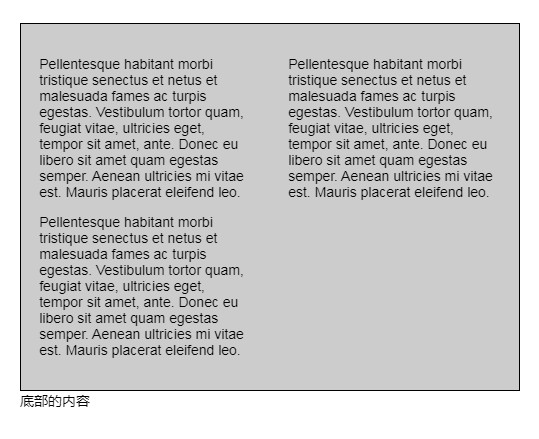 Pellentesque habitant morbi
tristique senectus et netus et
malesuada fames ac turpis
egestas. Vestibulum tortor quam,
feugiat vitae, ultricies eget,
tempor sit amet, ante. Donec eu
libero sit amet quam egestas
semper. Aenean ultricies mi vitae
est. Mauris placerat eleifend leo.
Pellentesque habitant morbi
tristique senectus et netus et
malesuada fames ac turpis
egestas. Vestibulum tortor quam,
feugiat vitae, ultricies eget,
tempor sit amet, ante. Donec eu
libero sit amet quam egestas
semper. Aenean ultricies mi vitae
est. Mauris placerat eleifend leo.
Pellentesque habitant morbi
tristique senectus et netus et
malesuada fames ac turpis
egestas. Vestibulum tortor quam,
feugiat vitae, ultricies eget,
tempor sit amet, ante. Donec eu
libero sit amet quam egestas
semper. Aenean ultricies mi vitae
est. Mauris placerat eleifend leo.
底部的内容